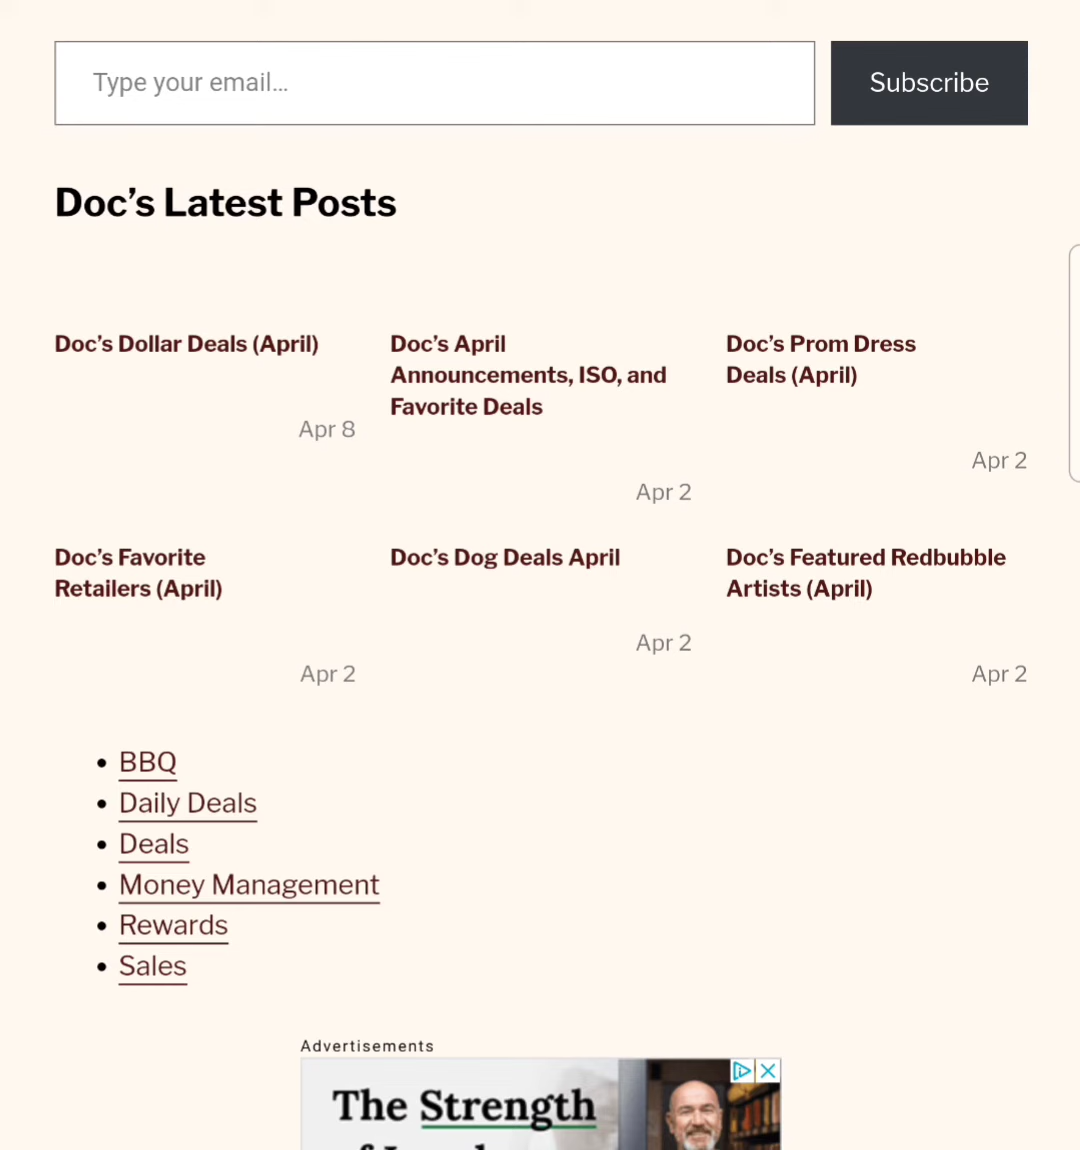 Type your email…
Subscribe
Doc’s Latest Posts
Doc’s Dollar Deals (April)
Apr 8
Doc’s April
Announcements, ISO, and
Favorite Deals
Apr 2
Doc’s Prom Dress
Deals (April)
Apr 2
Doc’s Favorite
Retailers (April)
Apr 2
Doc’s Dog Deals April
Apr 2
Doc’s Featured Redbubble
Artists (April)
Apr 2
BBQ
Daily Deals
Deals
Money Management
Rewards
Sales
Advertisements
The Strength